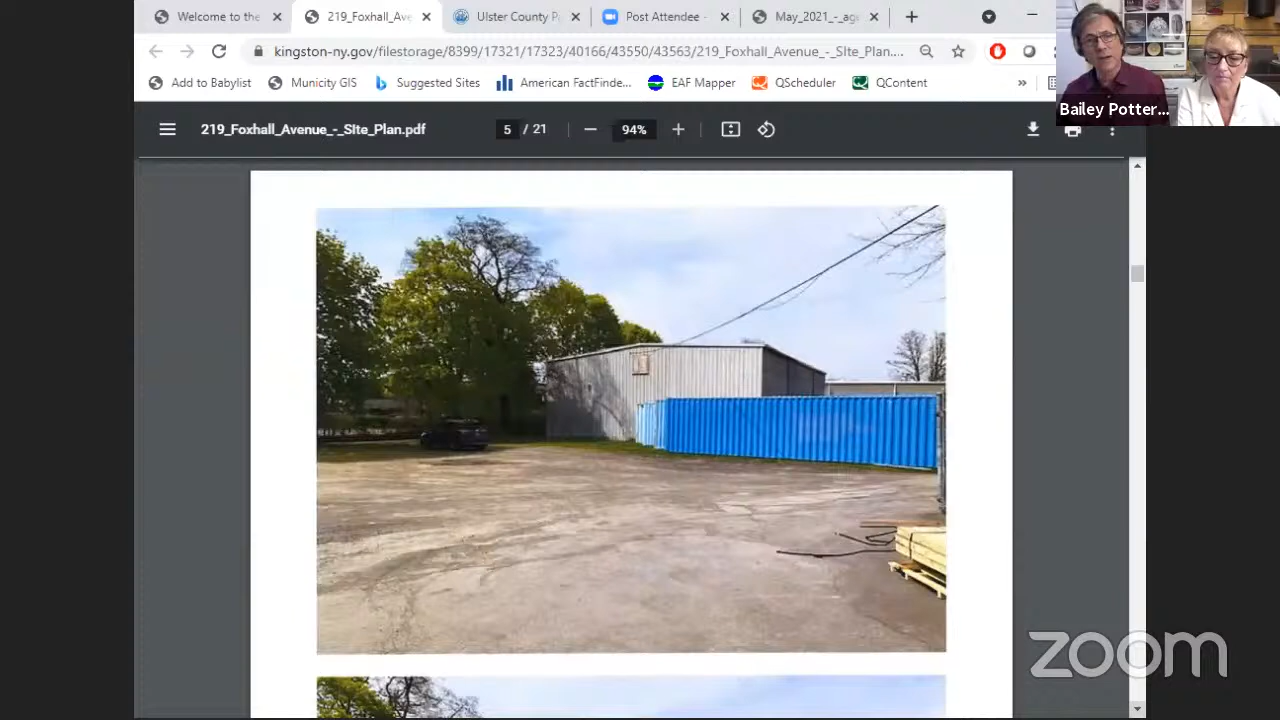 Welcome to the
219_Foxhall_Ave
Ulster County P
Post Attendee -
May_2021_-_ag
kingston-ny.gov/filestorage/8399/17321/17323/40166/43550/43563/219_Foxhall_Avenue_-_SIte_Plan....
Add to Babylist
Municity GIS
Suggested Sites
American FactFinde...
EAF Mapper
QScheduler
QContent
»
Bailey Potter...
219_Foxhall_Avenue_-_SIte_Plan.pdf
5 / 21
94%
zoom